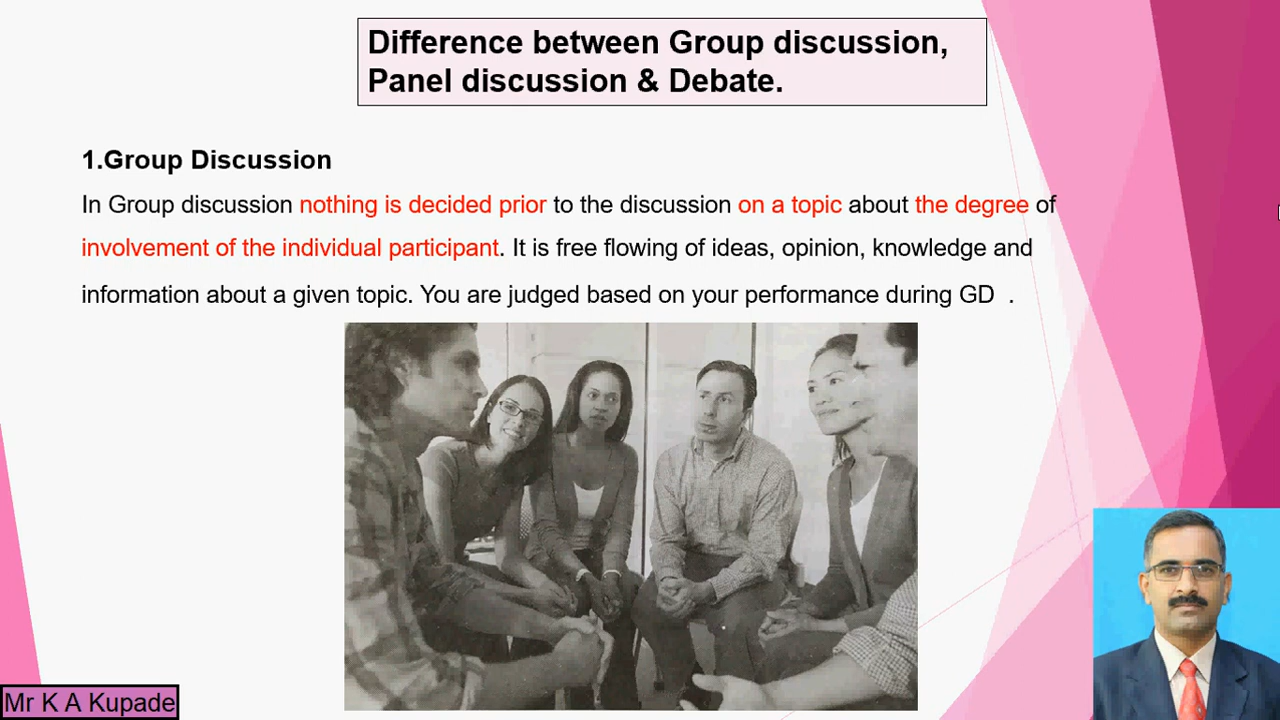 Difference between Group discussion,
Panel discussion & Debate.
1.Group Discussion
In Group discussion nothing is decided prior to the discussion on a topic about the degree of
involvement of the individual participant. It is free flowing of ideas, opinion, knowledge and
information about a given topic. You are judged based on your performance during GD .
Mr K A Kupade